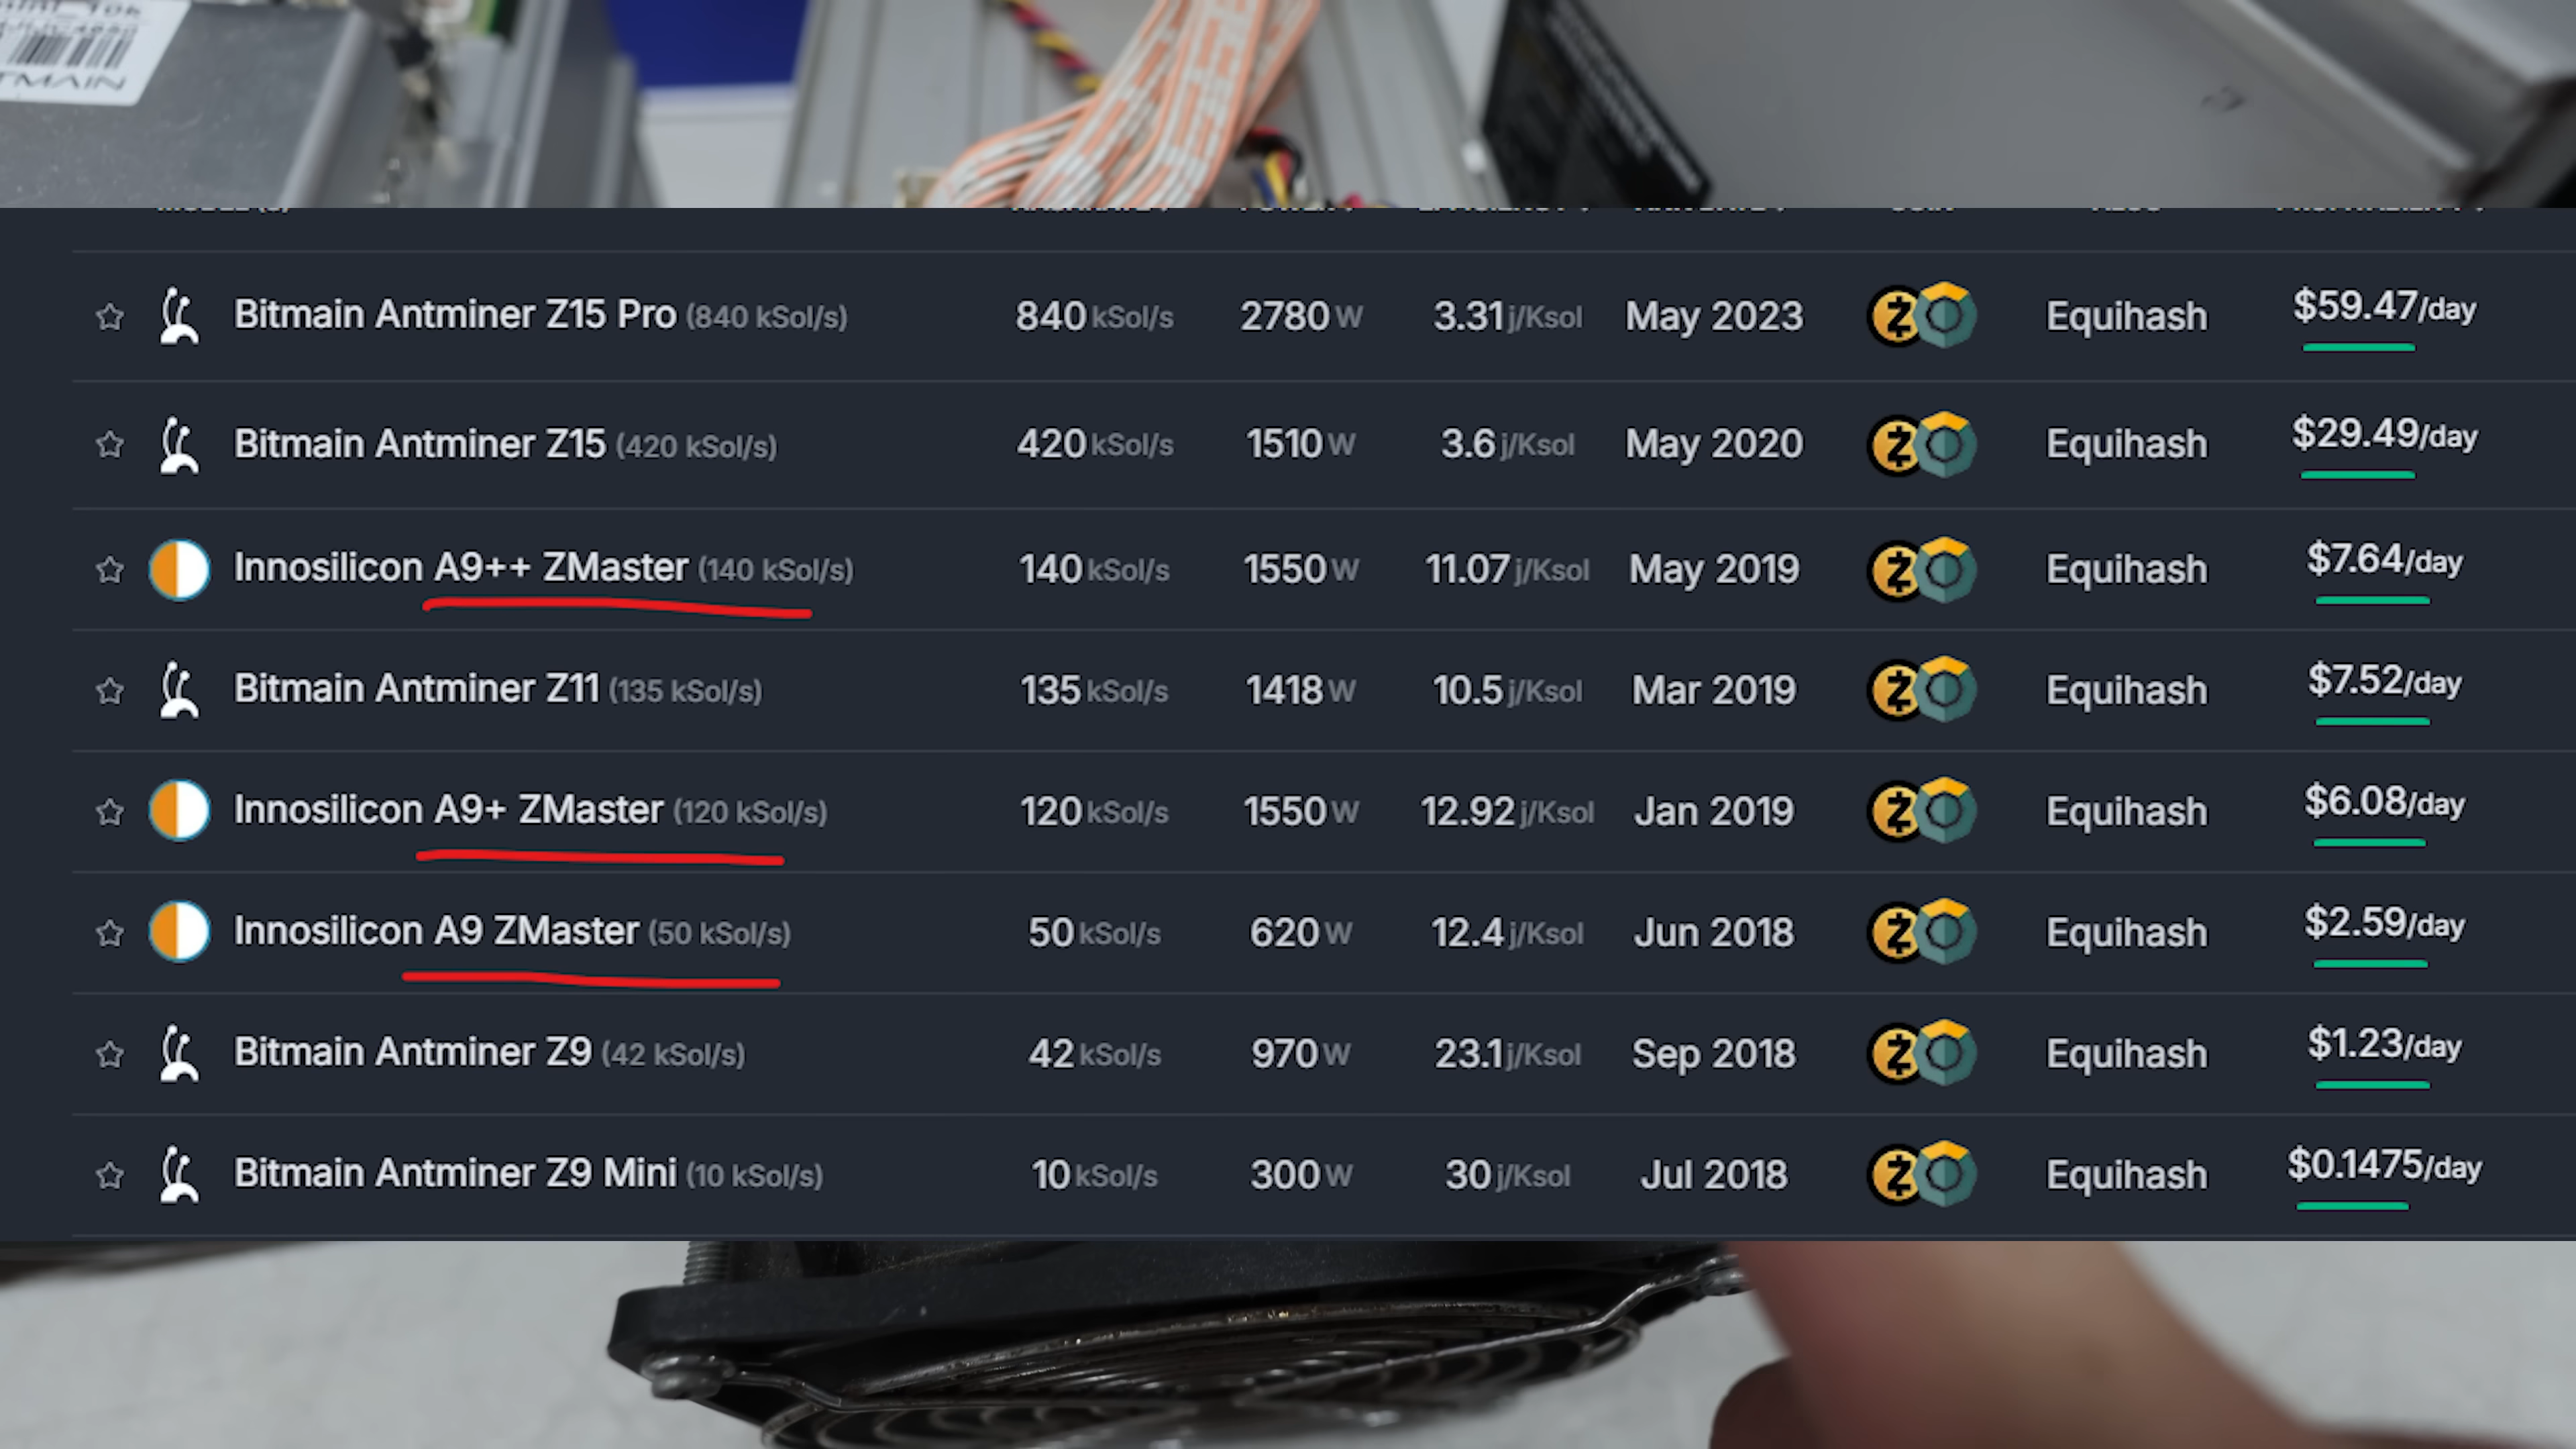 TMAIN
Bitmain Antminer Z15 Pro (840 kSol/s) 840 kSol/s 2780 W 3.31 j/Ksol May 2023 Equihash $59.47/day
Bitmain Antminer Z15 (420 kSol/s) 420 kSol/s 1510 W 3.6 j/Ksol May 2020 Equihash $29.49/day
Innosilicon A9++ ZMaster (140 kSol/s) 140 kSol/s 1550 W 11.07 j/Ksol May 2019 Equihash $7.64/day
Bitmain Antminer Z11 (135 kSol/s) 135 kSol/s 1418 W 10.5 j/Ksol Mar 2019 Equihash $7.52/day
Innosilicon A9+ ZMaster (120 kSol/s) 120 kSol/s 1550 W 12.92 j/Ksol Jan 2019 Equihash $6.08/day
Innosilicon A9 ZMaster (50 kSol/s) 50 kSol/s 620 W 12.4 j/Ksol Jun 2018 Equihash $2.59/day
Bitmain Antminer Z9 (42 kSol/s) 42 kSol/s 970 W 23.1 j/Ksol Sep 2018 Equihash $1.23/day
Bitmain Antminer Z9 Mini (10 kSol/s) 10 kSol/s 300 W 30 j/Ksol Jul 2018 Equihash $0.1475/day